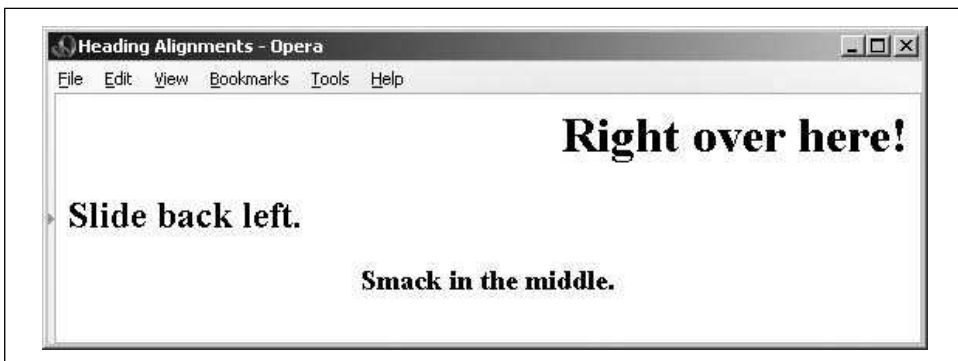 Heading Alignments - Opera
File Edit View Bookmarks Tools Help
Right over here!
Slide back left.
Smack in the middle.